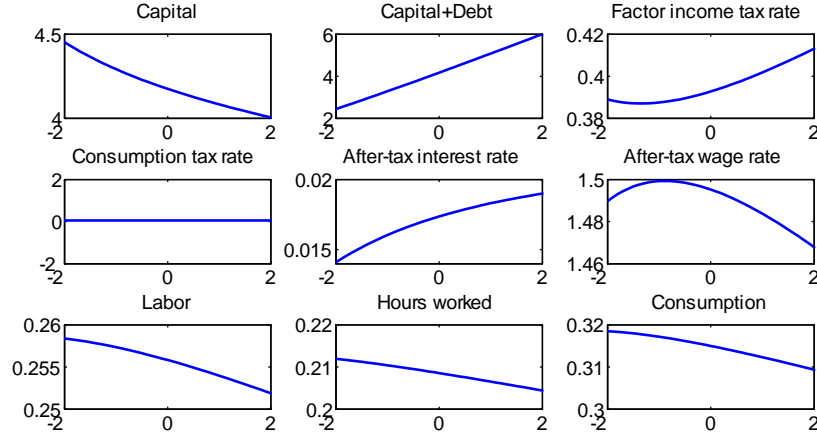 Capital
Capital+Debt
Factor income tax rate
4.5
6
0.42
4
0.4
4
2
0.38
-2 0 2
-2 0 2
-2 0 2
Consumption tax rate
After-tax interest rate
After-tax wage rate
2
0.02
1.5
0
0.015
1.48
-2
1.46
-2 0 2
-2 0 2
-2 0 2
Labor
Hours worked
Consumption
0.26
0.22
0.32
0.255
0.21
0.31
0.25
0.2
0.3
-2 0 2
-2 0 2
-2 0 2